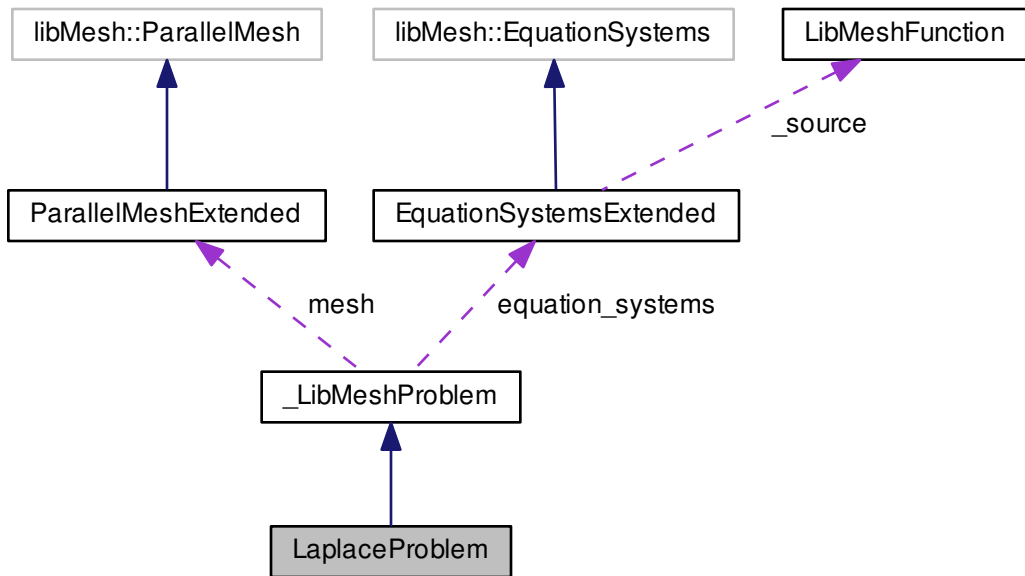 libMesh::ParallelMesh
libMesh::EquationSystems
LibMeshFunction
_source
ParallelMeshExtended
EquationSystemsExtended
mesh
equation_systems
_LibMeshProblem
LaplaceProblem